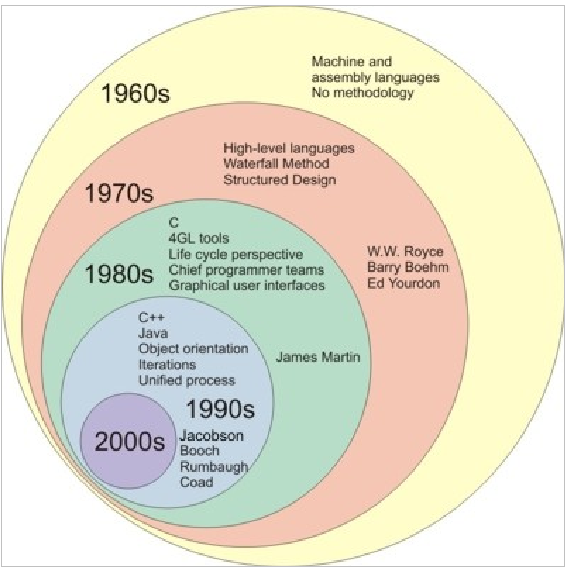 Machine and
assembly languages
No methodology
1960s
High-level languages
Waterfall Method
Structured Design
1970s
W.W. Royce
Barry Boehm
Ed Yourdon
C
4GL tools
Life cycle perspective
Chief programmer teams
Graphical user interfaces
1980s
James Martin
C++
Java
Object orientation
Iterations
Unified process
1990s
Jacobson
Booch
Rumbaugh
Coad
2000s